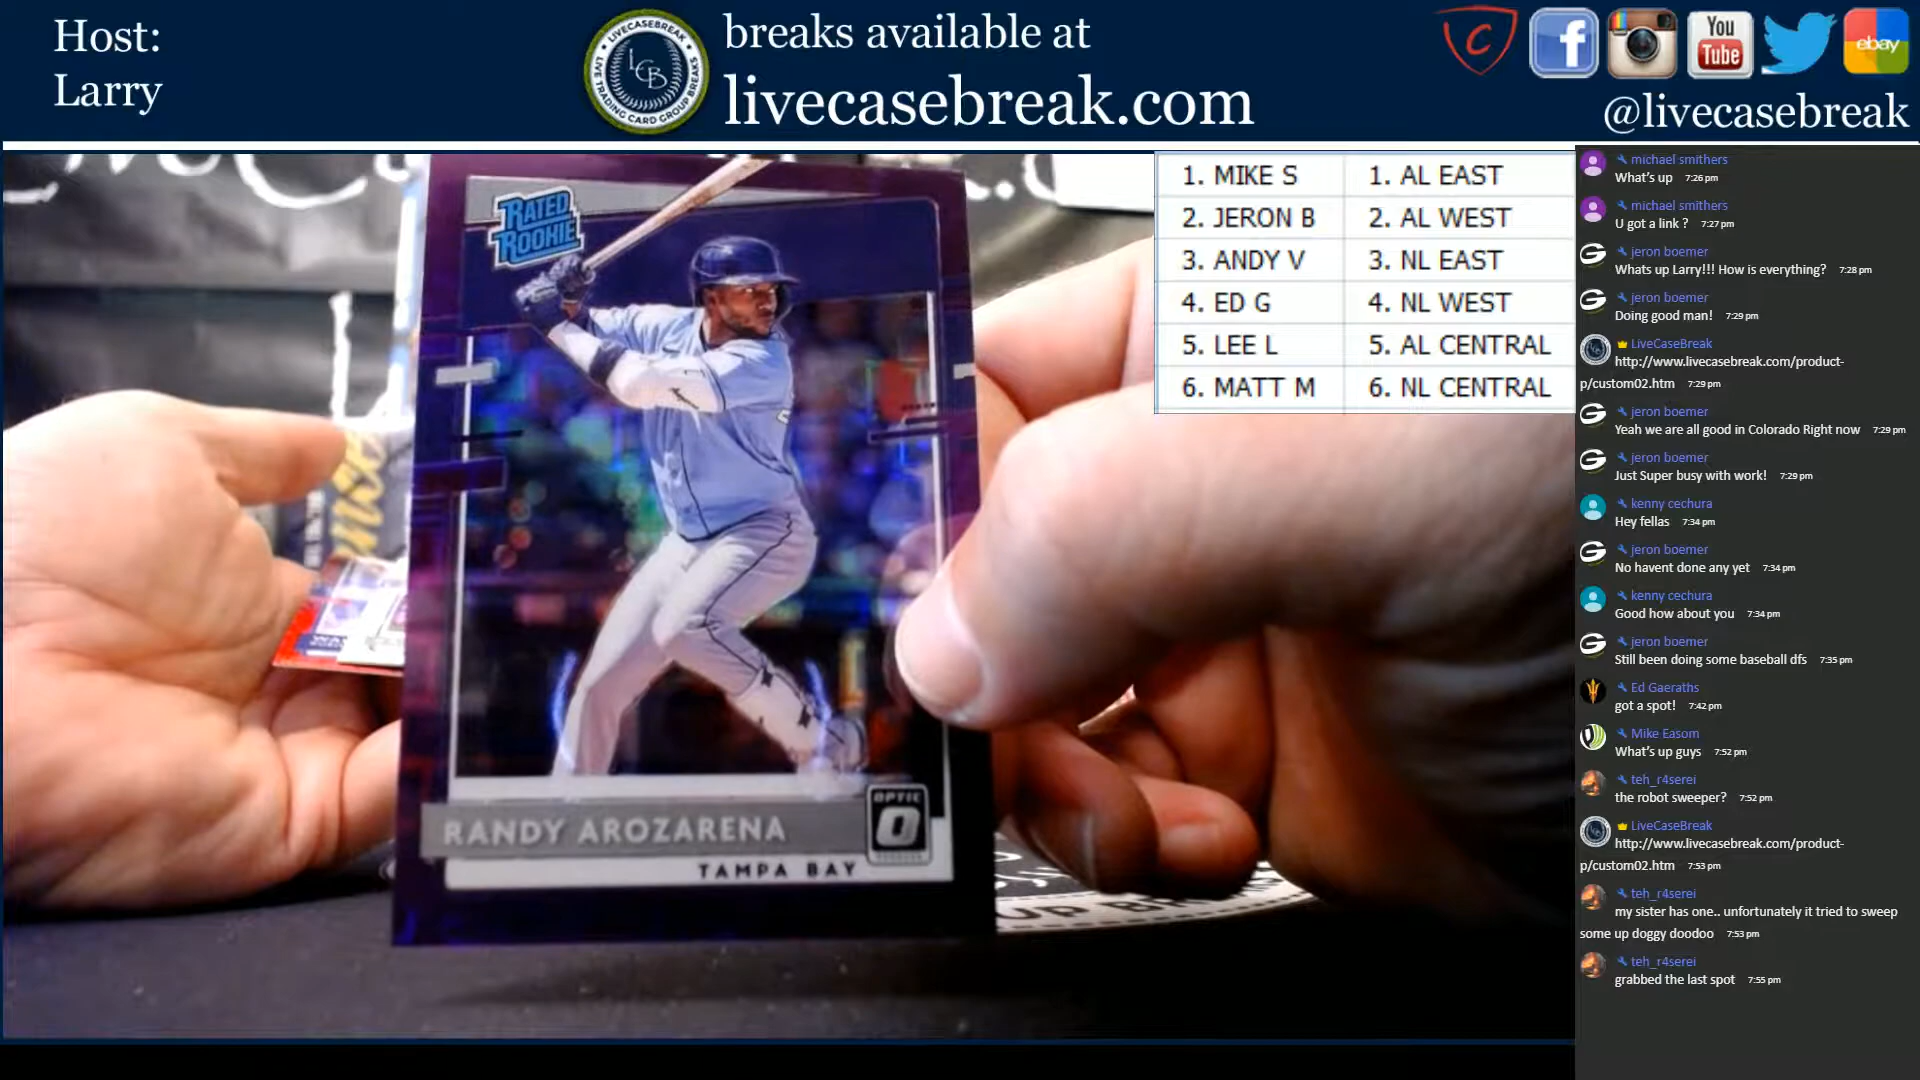 Host:
Larry
LIVECASEBREAK
LCB
LIVE TRADING CARD GROUP BREAKS
breaks available at
livecasebreak.com
C
f
You
Tube
ebay
@livecasebreak
RATED
ROOKIE
RANDY AROZARENA
OPTIC
TAMPA BAY
1. MIKE S 1. AL EAST
2. JERON B 2. AL WEST
3. ANDY V 3. NL EAST
4. ED G 4. NL WEST
5. LEE L 5. AL CENTRAL
6. MATT M 6. NL CENTRAL
michael smithers
What's up 7:26 pm
michael smithers
U got a link ? 7:27 pm
jeron boemer
Whats up Larry!!! How is everything? 7:28 pm
jeron boemer
Doing good man! 7:29 pm
LiveCaseBreak
http://www.livecasebreak.com/product-
p/custom02.htm 7:29 pm
jeron boemer
Yeah we are all good in Colorado Right now 7:29 pm
jeron boemer
Just Super busy with work! 7:29 pm
kenny cechura
Hey fellas 7:34 pm
jeron boemer
No havent done any yet 7:34 pm
kenny cechura
Good how about you 7:34 pm
jeron boemer
Still been doing some baseball dfs 7:35 pm
Ed Gaeraths
got a spot! 7:42 pm
Mike Easom
What's up guys 7:52 pm
teh_r4serei
the robot sweeper? 7:52 pm
LiveCaseBreak
http://www.livecasebreak.com/product-
p/custom02.htm 7:53 pm
teh_r4serei
my sister has one.. unfortunately it tried to sweep
some up doggy doodoo 7:53 pm
teh_r4serei
grabbed the last spot 7:55 pm